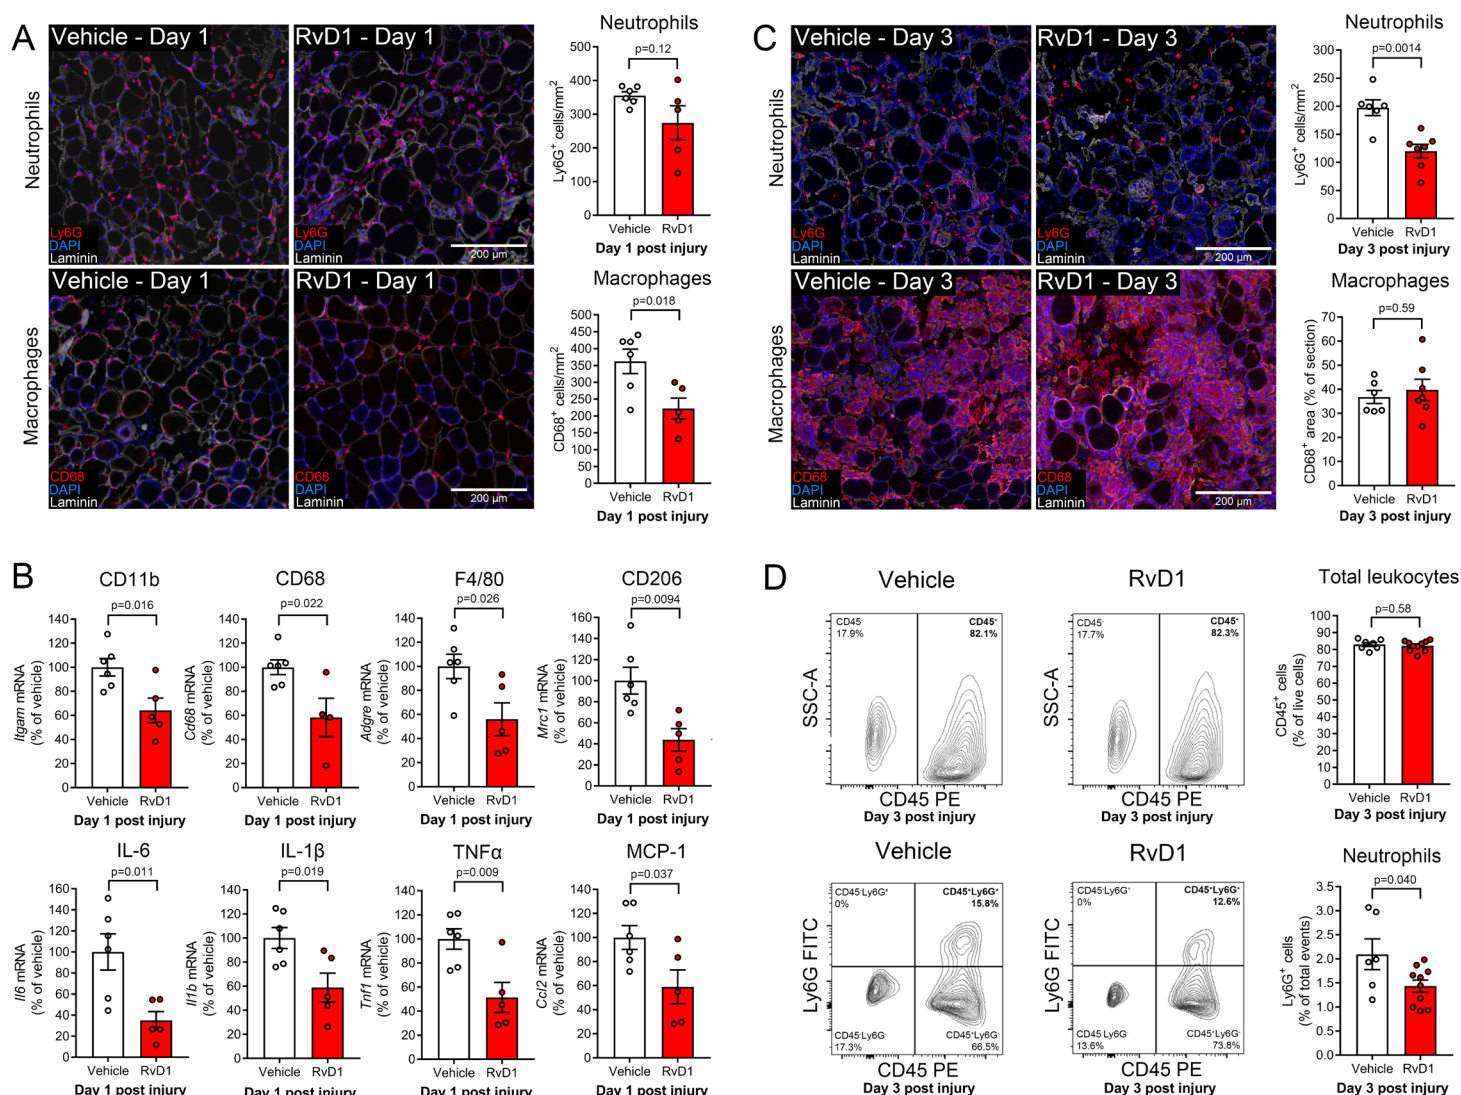 A
Vehicle - Day 1
RvD1 - Day 1
Neutrophils
Ly6G
DAPI
Laminin
Ly6G
DAPI
Laminin
200 µm
Neutrophils
p=0.12
Ly6G+ cells/mm2
500
400
300
200
100
0
Vehicle RvD1
Day 1 post injury
Vehicle - Day 1
RvD1 - Day 1
Macrophages
CD68
DAPI
Laminin
CD68
DAPI
Laminin
200 µm
Macrophages
p=0.018
CD68+ cells/mm2
500
450
400
350
300
250
200
150
100
50
0
Vehicle RvD1
Day 1 post injury
C
Vehicle - Day 3
RvD1 - Day 3
Neutrophils
Ly6G
DAPI
Laminin
Ly6G
DAPI
Laminin
200 µm
Neutrophils
p=0.0014
Ly6G+ cells/mm2
300
250
200
150
100
50
0
Vehicle RvD1
Day 3 post injury
Vehicle - Day 3
RvD1 - Day 3
Macrophages
CD68
DAPI
Laminin
CD68
DAPI
Laminin
200 µm
Macrophages
p=0.59
CD68+ area (% of section)
70
60
50
40
30
20
10
0
Vehicle RvD1
Day 3 post injury
B
CD11b
p=0.016
Itgam mRNA
(% of vehicle)
140
120
100
80
60
40
20
0
Vehicle RvD1
Day 1 post injury
CD68
p=0.022
Cd68 mRNA
(% of vehicle)
140
120
100
80
60
40
20
0
Vehicle RvD1
Day 1 post injury
F4/80
p=0.026
Adgre mRNA
(% of vehicle)
140
120
100
80
60
40
20
0
Vehicle RvD1
Day 1 post injury
CD206
p=0.0094
Mrc1 mRNA
(% of vehicle)
160
140
120
100
80
60
40
20
0
Vehicle RvD1
Day 1 post injury
IL-6
p=0.011
Il6 mRNA
(% of vehicle)
160
140
120
100
80
60
40
20
0
Vehicle RvD1
Day 1 post injury
IL-1β
p=0.019
Il1b mRNA
(% of vehicle)
140
120
100
80
60
40
20
0
Vehicle RvD1
Day 1 post injury
TNFα
p=0.009
Tnf1 mRNA
(% of vehicle)
140
120
100
80
60
40
20
0
Vehicle RvD1
Day 1 post injury
MCP-1
p=0.037
Ccl2 mRNA
(% of vehicle)
140
120
100
80
60
40
20
0
Vehicle RvD1
Day 1 post injury
D
Vehicle
CD45-
17.9%
CD45+
82.1%
SSC-A
CD45 PE
Day 3 post injury
RvD1
CD45-
17.7%
CD45+
82.3%
SSC-A
CD45 PE
Day 3 post injury
Total leukocytes
p=0.58
CD45+ cells
(% of live cells)
100
90
80
70
60
50
40
30
20
10
0
Vehicle RvD1
Day 3 post injury
Vehicle
CD45-Ly6G+
0%
CD45+Ly6G+
15.8%
Ly6G FITC
CD45-Ly6G-
17.3%
CD45+Ly6G-
66.5%
CD45 PE
Day 3 post injury
RvD1
CD45-Ly6G+
0%
CD45+Ly6G+
12.6%
Ly6G FITC
CD45-Ly6G-
13.6%
CD45+Ly6G-
73.8%
CD45 PE
Day 3 post injury
Neutrophils
p=0.040
Ly6G+ cells
(% of total events)
3.5
3.0
2.5
2.0
1.5
1.0
0.5
0.0
Vehicle RvD1
Day 3 post injury